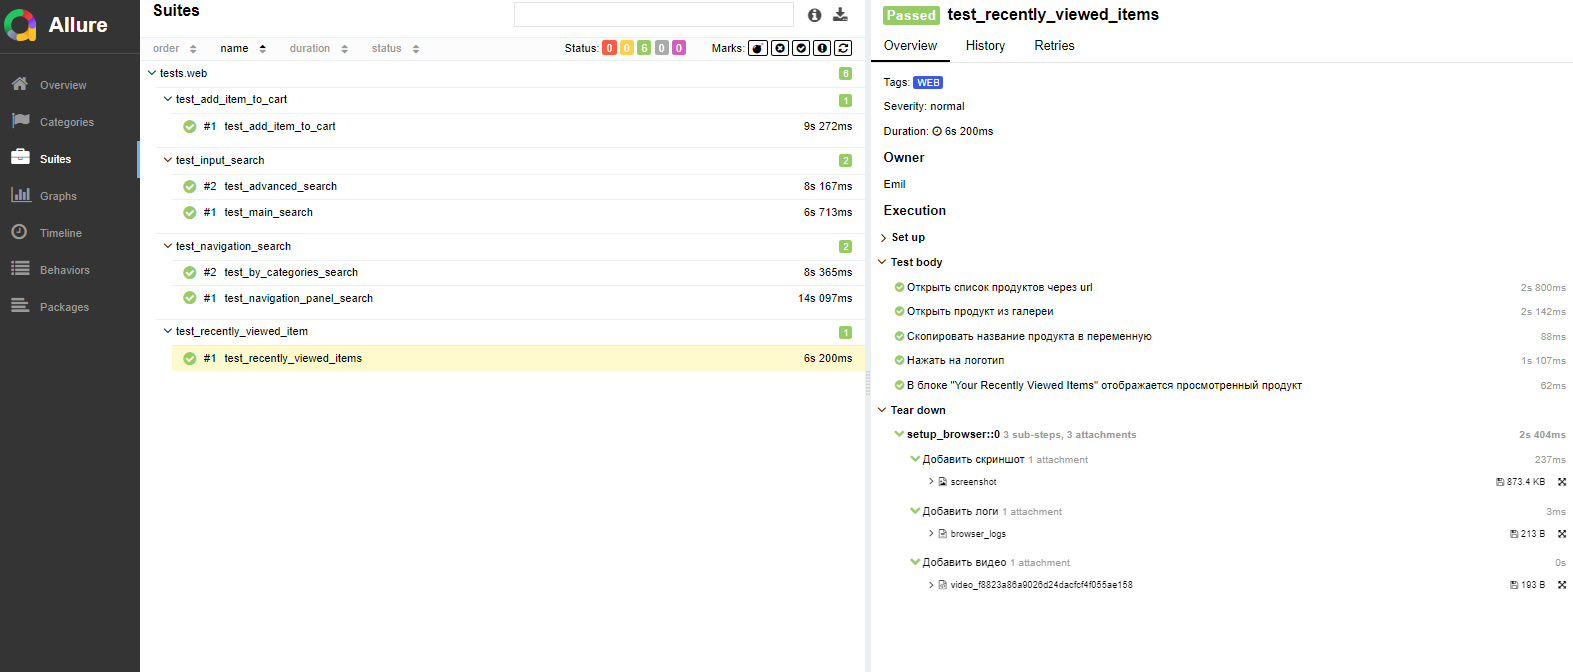 Allure
Overview
Categories
Suites
Graphs
Timeline
Behaviors
Packages
Suites
order name duration status Status: 0 0 6 0 0 Marks:
tests.web 6
test_add_item_to_cart 1
#1 test_add_item_to_cart 9s 272ms
test_input_search 2
#2 test_advanced_search 8s 167ms
#1 test_main_search 6s 713ms
test_navigation_search 2
#2 test_by_categories_search 8s 365ms
#1 test_navigation_panel_search 14s 097ms
test_recently_viewed_item 1
#1 test_recently_viewed_items 6s 200ms
Passed test_recently_viewed_items
Overview History Retries
Tags: WEB
Severity: normal
Duration: 6s 200ms
Owner
Emil
Execution
Set up
Test body
Открыть список продуктов через url 2s 800ms
Открыть продукт из галереи 2s 142ms
Скопировать название продукта в переменную 88ms
Нажать на логотип 1s 107ms
В блоке "Your Recently Viewed Items" отображается просмотренный продукт 62ms
Tear down
setup_browser::0 3 sub-steps, 3 attachments 2s 404ms
Добавить скриншот 1 attachment 237ms
screenshot 873.4 KB
Добавить логи 1 attachment 3ms
browser_logs 213 B
Добавить видео 1 attachment 0s
video_f8823a86a9026d24dacfcf4f055ae158 193 B